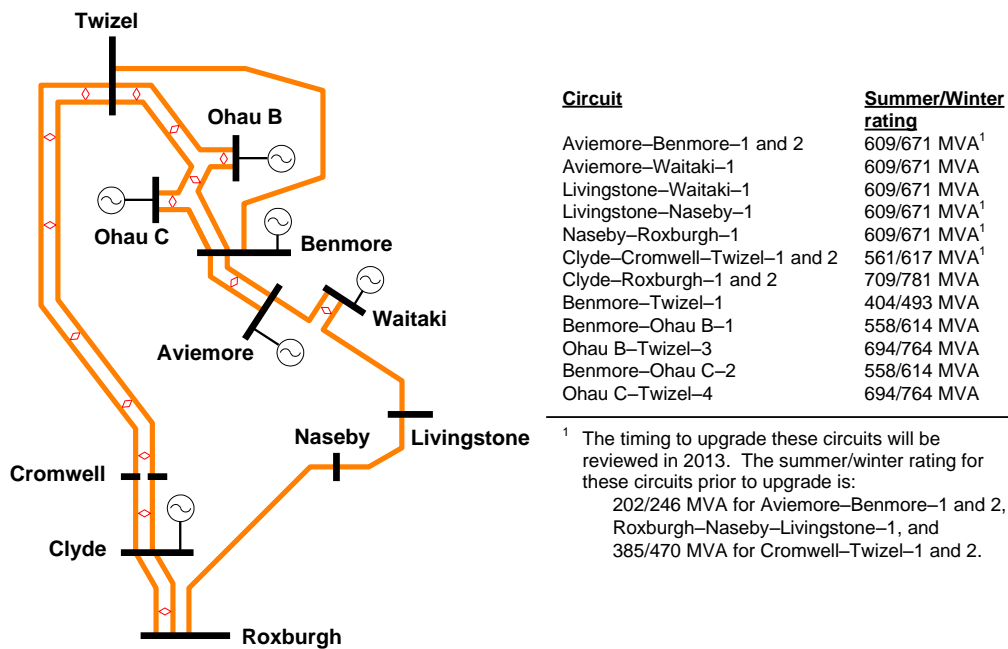 Twizel
Ohau B
Ohau C
Benmore
Waitaki
Aviemore
Naseby
Livingstone
Cromwell
Clyde
Roxburgh
Circuit Summer/Winter
rating
Aviemore–Benmore–1 and 2 609/671 MVA¹
Aviemore–Waitaki–1 609/671 MVA
Livingstone–Waitaki–1 609/671 MVA
Livingstone–Naseby–1 609/671 MVA¹
Naseby–Roxburgh–1 609/671 MVA¹
Clyde–Cromwell–Twizel–1 and 2 561/617 MVA¹
Clyde–Roxburgh–1 and 2 709/781 MVA
Benmore–Twizel–1 404/493 MVA
Benmore–Ohau B–1 558/614 MVA
Ohau B–Twizel–3 694/764 MVA
Benmore–Ohau C–2 558/614 MVA
Ohau C–Twizel–4 694/764 MVA
¹ The timing to upgrade these circuits will be
reviewed in 2013. The summer/winter rating for
these circuits prior to upgrade is:
202/246 MVA for Aviemore–Benmore–1 and 2,
Roxburgh–Naseby–Livingstone–1, and
385/470 MVA for Cromwell–Twizel–1 and 2.